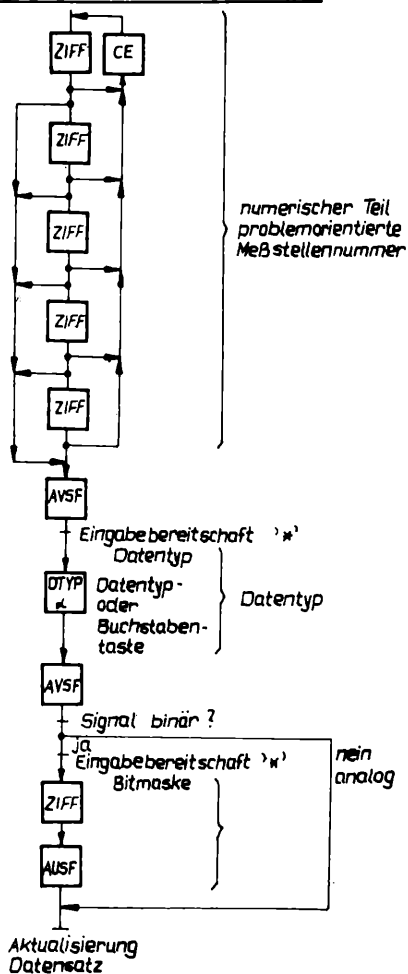 ZIFF
CE
ZIFF
ZIFF
ZIFF
ZIFF
numerischer Teil
problemorientierte
Meßstellennummer
AVSF
Eingabebereitschaft '*'
Datentyp
DTYP
α
Datentyp-
oder
Buchstaben-
taste
Datentyp
AVSF
Signal binär?
ja
nein
analog
Eingabebereitschaft '*'
Bitmaske
ZIFF
AUSF
Aktualisierung
Datensatz